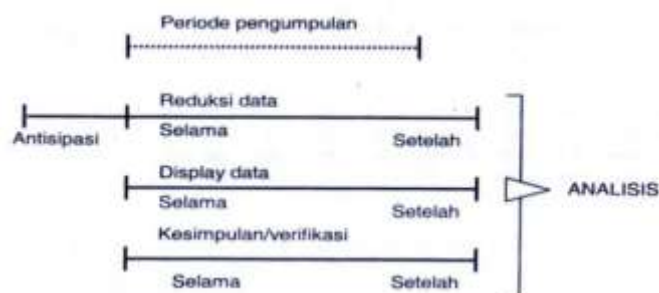 Periode pengumpulan
Reduksi data
Antisipasi
Selama
Setelah
Display data
Selama
Setelah
ANALISIS
Kesimpulan/verifikasi
Selama
Setelah